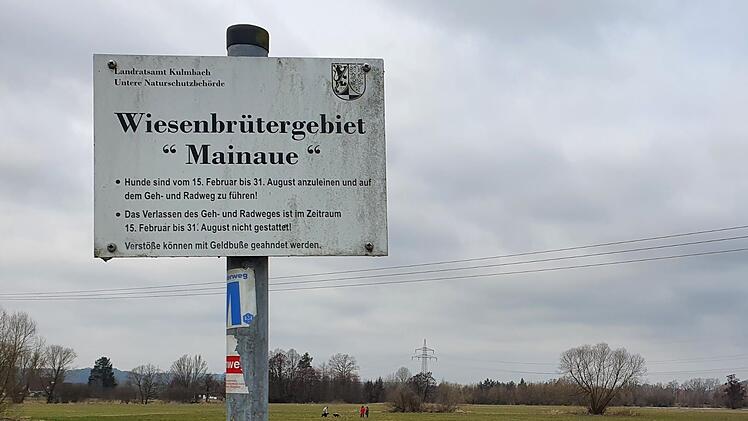 Landratsamt Kulmbach
Untere Naturschutzbehörde
Wiesenbrütergebiet
“ Mainaue “
• Hunde sind vom 15. Februar bis 31. August anzuleinen und auf
dem Geh- und Radweg zu führen!
• Das Verlassen des Geh- und Radweges ist im Zeitraum
15. Februar bis 31. August nicht gestattet!
Verstöße können mit Geldbuße geahndet werden.
M